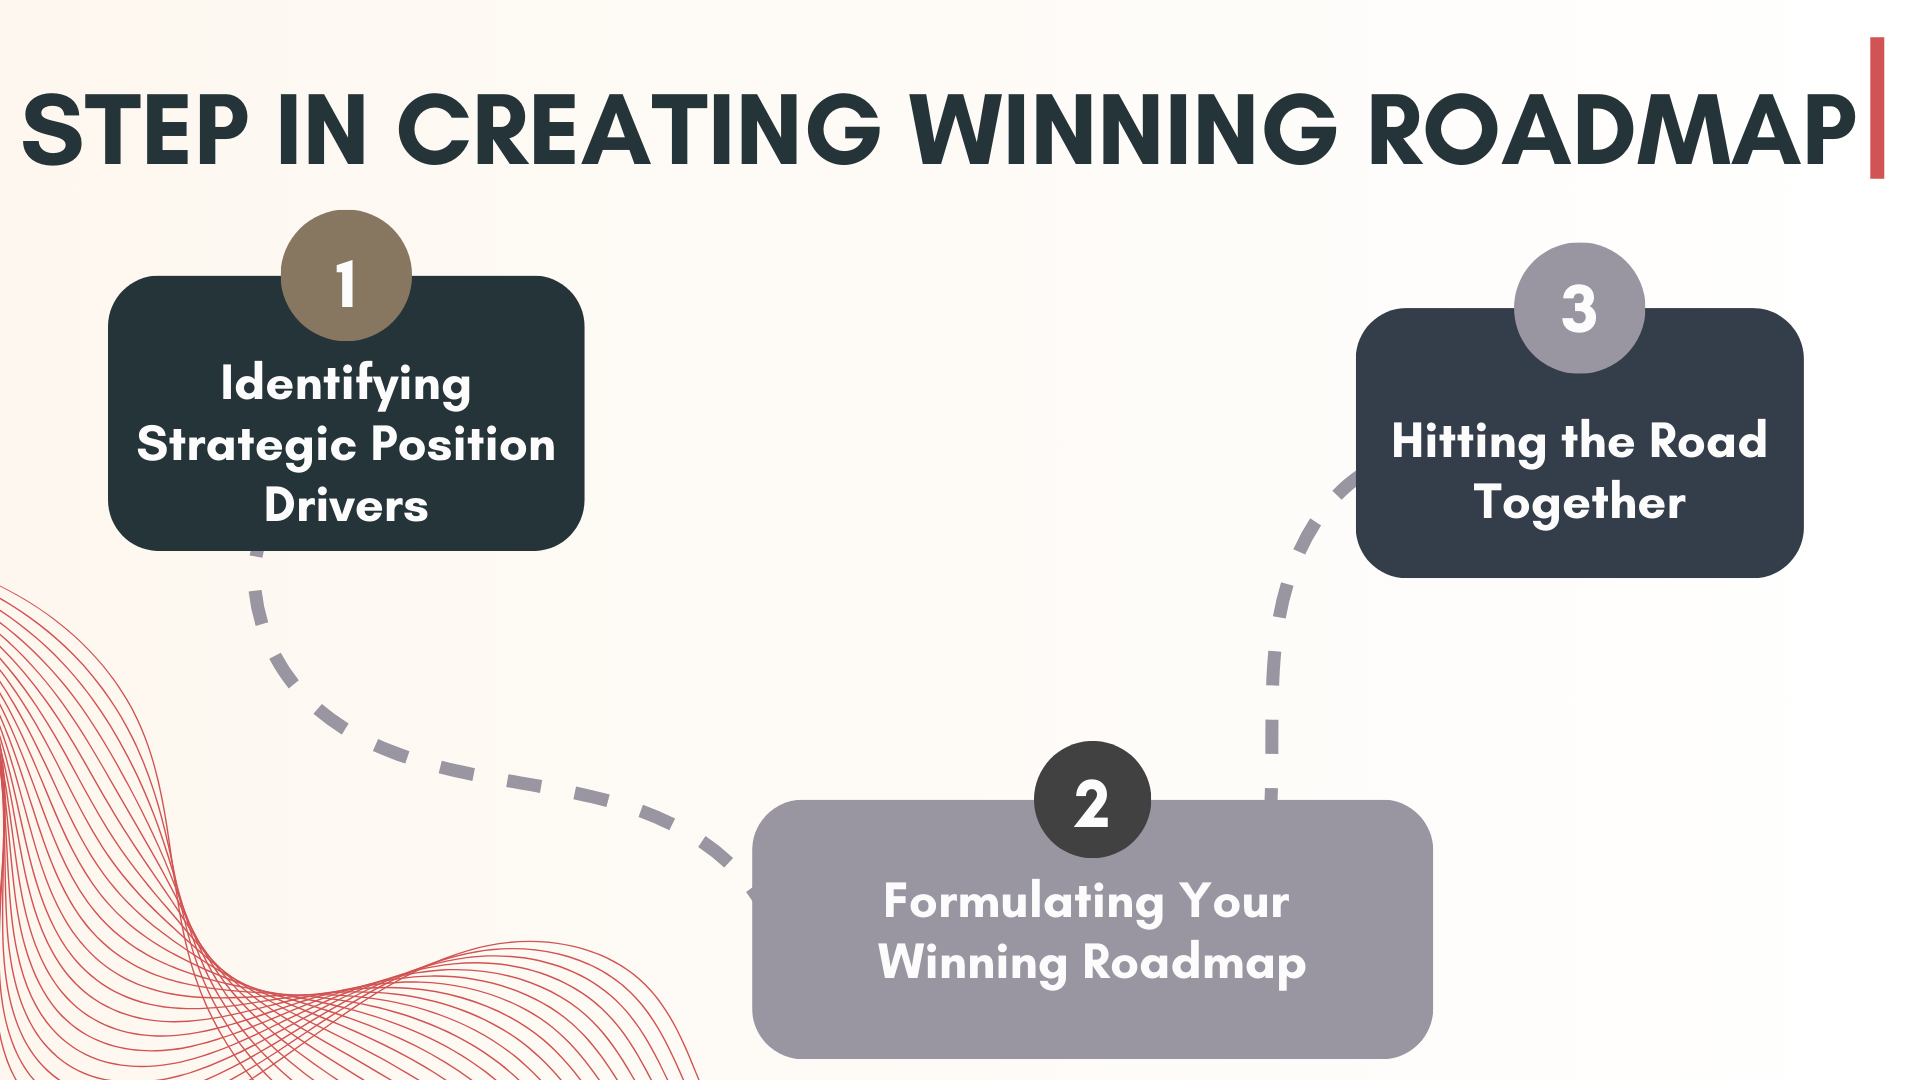 STEP IN CREATING WINNING ROADMAP
1
Identifying
Strategic Position
Drivers
2
Formulating Your
Winning Roadmap
3
Hitting the Road
Together